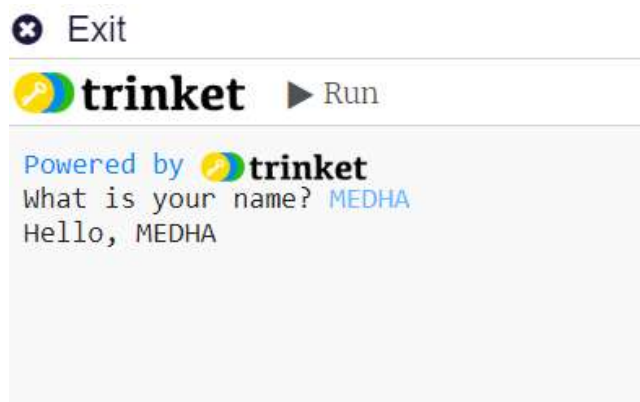 Exit
trinket Run
Powered by trinket
What is your name? MEDHA
Hello, MEDHA